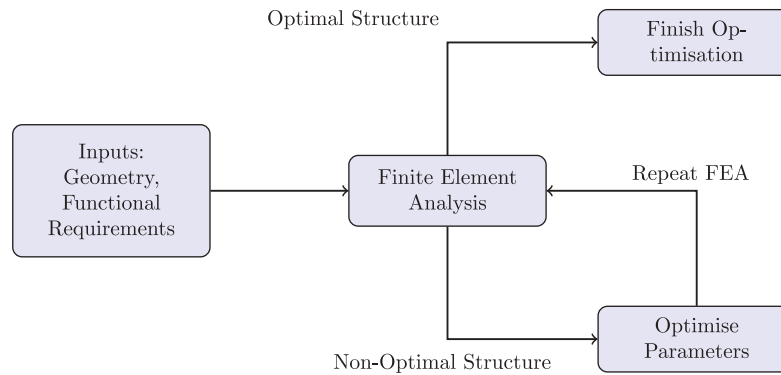 Optimal Structure
Finish Op-
timisation
Inputs:
Geometry,
Functional
Requirements
Finite Element
Analysis
Repeat FEA
Optimise
Parameters
Non-Optimal Structure